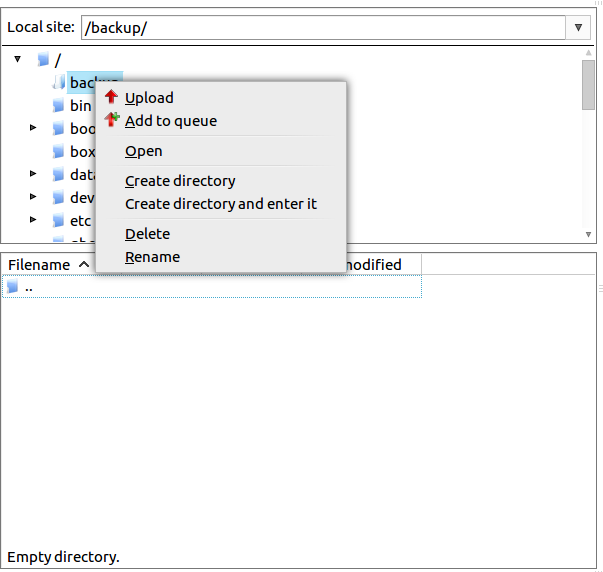 Local site: /backup/
/
backup
bin
Upload
Add to queue
boo
Open
box
data
Create directory
dev
Create directory and enter it
etc
Delete
Rename
Filename
modified
..
Empty directory.